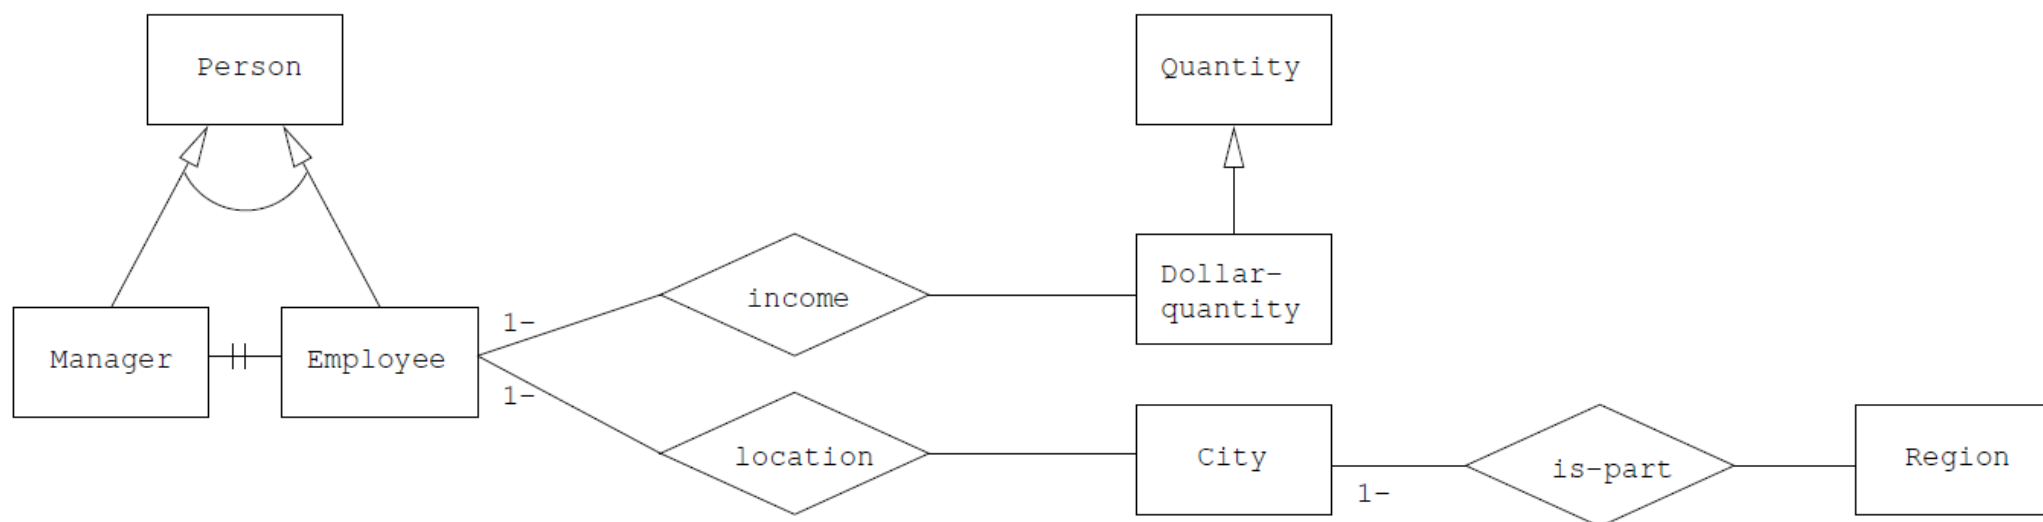 Person
Quantity
income
Dollar-
quantity
1-
Manager
Employee
1-
location
City
1-
is-part
Region